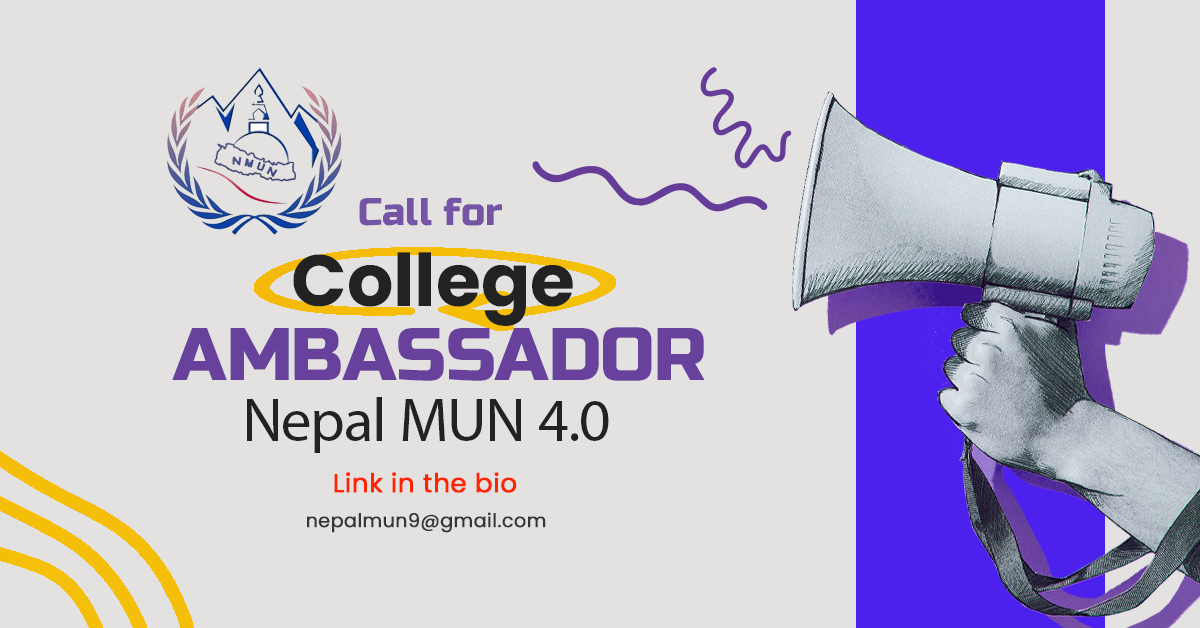 NMUN
Call for
College
AMBASSADOR
Nepal MUN 4.0
Link in the bio
nepalmun9@gmail.com